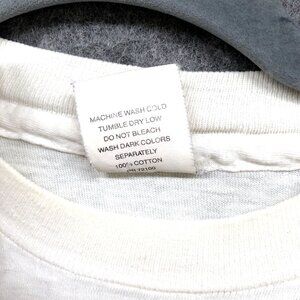 MACHINE WASH COLD
TUMBLE DRY LOW
DO NOT BLEACH
WASH DARK COLORS
SEPARATELY
100% COTTON